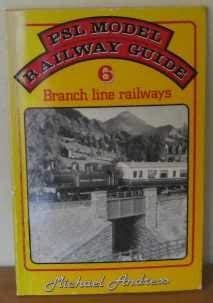 PSL MODEL
RAILWAY GUIDE
6
Branch line railways
Michael Andress